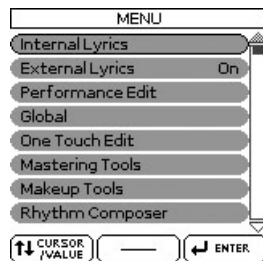 MENU
Internal Lyrics
External Lyrics On
Performance Edit
Global
One Touch Edit
Mastering Tools
Makeup Tools
Rhythm Composer
CURSOR
/VALUE
ENTER